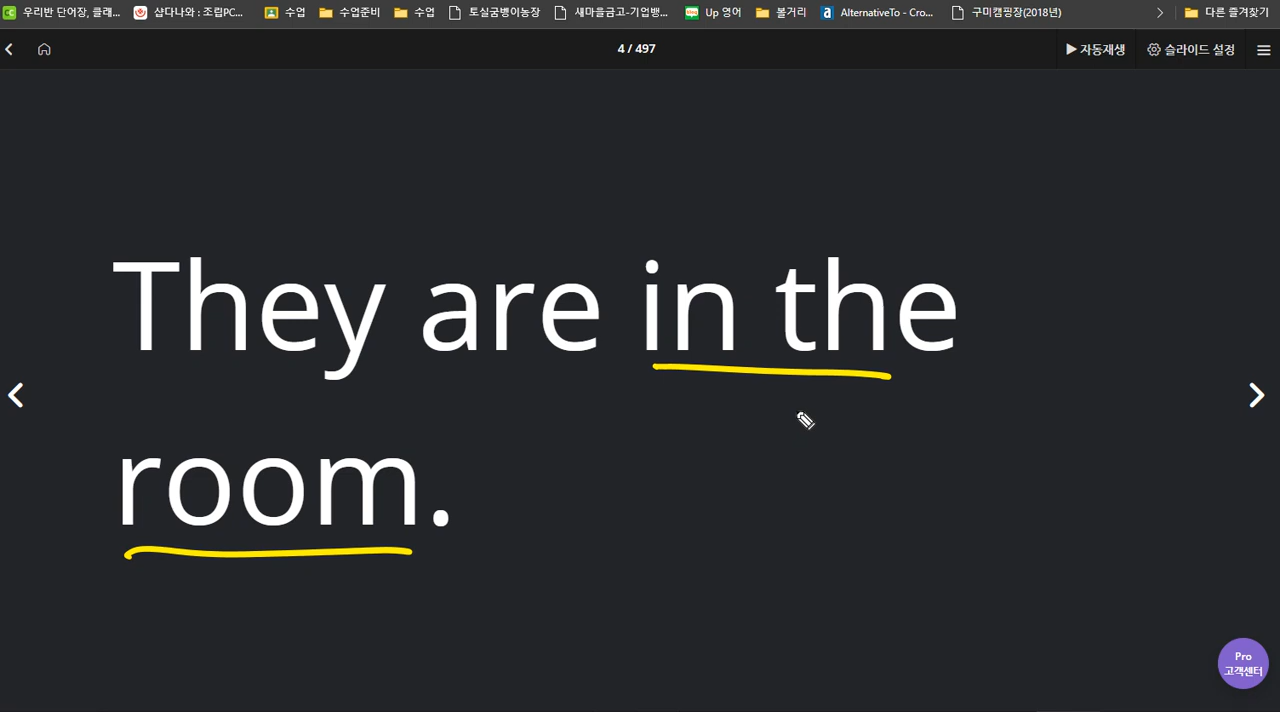 우리반 단어장, 클래... 샵다나와 : 조립PC... 수업 수업준비 수업 토실굼벵이농장 새마을금고-기업뱅... Up 영어 볼거리 AlternativeTo - Cro... 구미캠핑장(2018년) 다른 즐겨찾기
4 / 497 자동재생 슬라이드 설정
They are in the
room.
Pro
고객센터